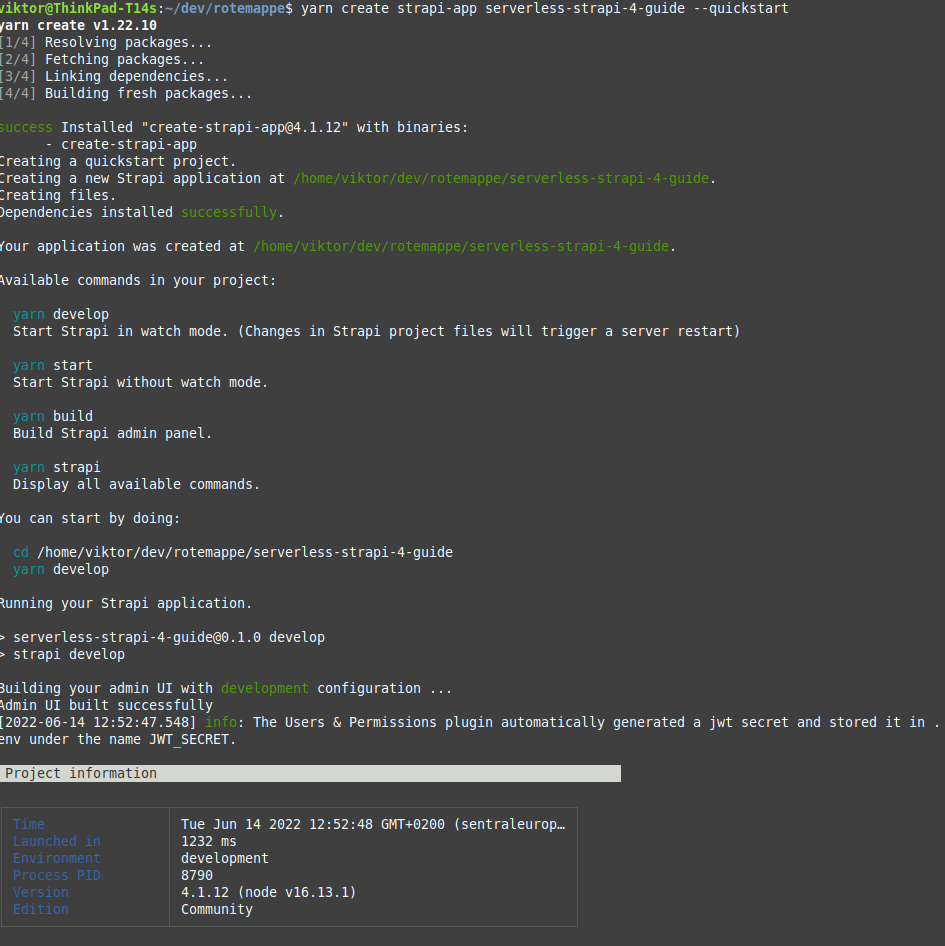 viktor@ThinkPad-T14s:~/dev/rotemappe$ yarn create strapi-app serverless-strapi-4-guide --quickstart
yarn create v1.22.10
[1/4] Resolving packages...
[2/4] Fetching packages...
[3/4] Linking dependencies...
[4/4] Building fresh packages...
success Installed "create-strapi-app@4.1.12" with binaries:
- create-strapi-app
Creating a quickstart project.
Creating a new Strapi application at /home/viktor/dev/rotemappe/serverless-strapi-4-guide.
Creating files.
Dependencies installed successfully.
Your application was created at /home/viktor/dev/rotemappe/serverless-strapi-4-guide.
Available commands in your project:
yarn develop
Start Strapi in watch mode. (Changes in Strapi project files will trigger a server restart)
yarn start
Start Strapi without watch mode.
yarn build
Build Strapi admin panel.
yarn strapi
Display all available commands.
You can start by doing:
cd /home/viktor/dev/rotemappe/serverless-strapi-4-guide
yarn develop
Running your Strapi application.
> serverless-strapi-4-guide@0.1.0 develop
> strapi develop
Building your admin UI with development configuration ...
Admin UI built successfully
[2022-06-14 12:52:47.548] info: The Users & Permissions plugin automatically generated a jwt secret and stored it in .
env under the name JWT_SECRET.
Project information
Time Tue Jun 14 2022 12:52:48 GMT+0200 (sentraleurop…
Launched in 1232 ms
Environment development
Process PID 8790
Version 4.1.12 (node v16.13.1)
Edition Community